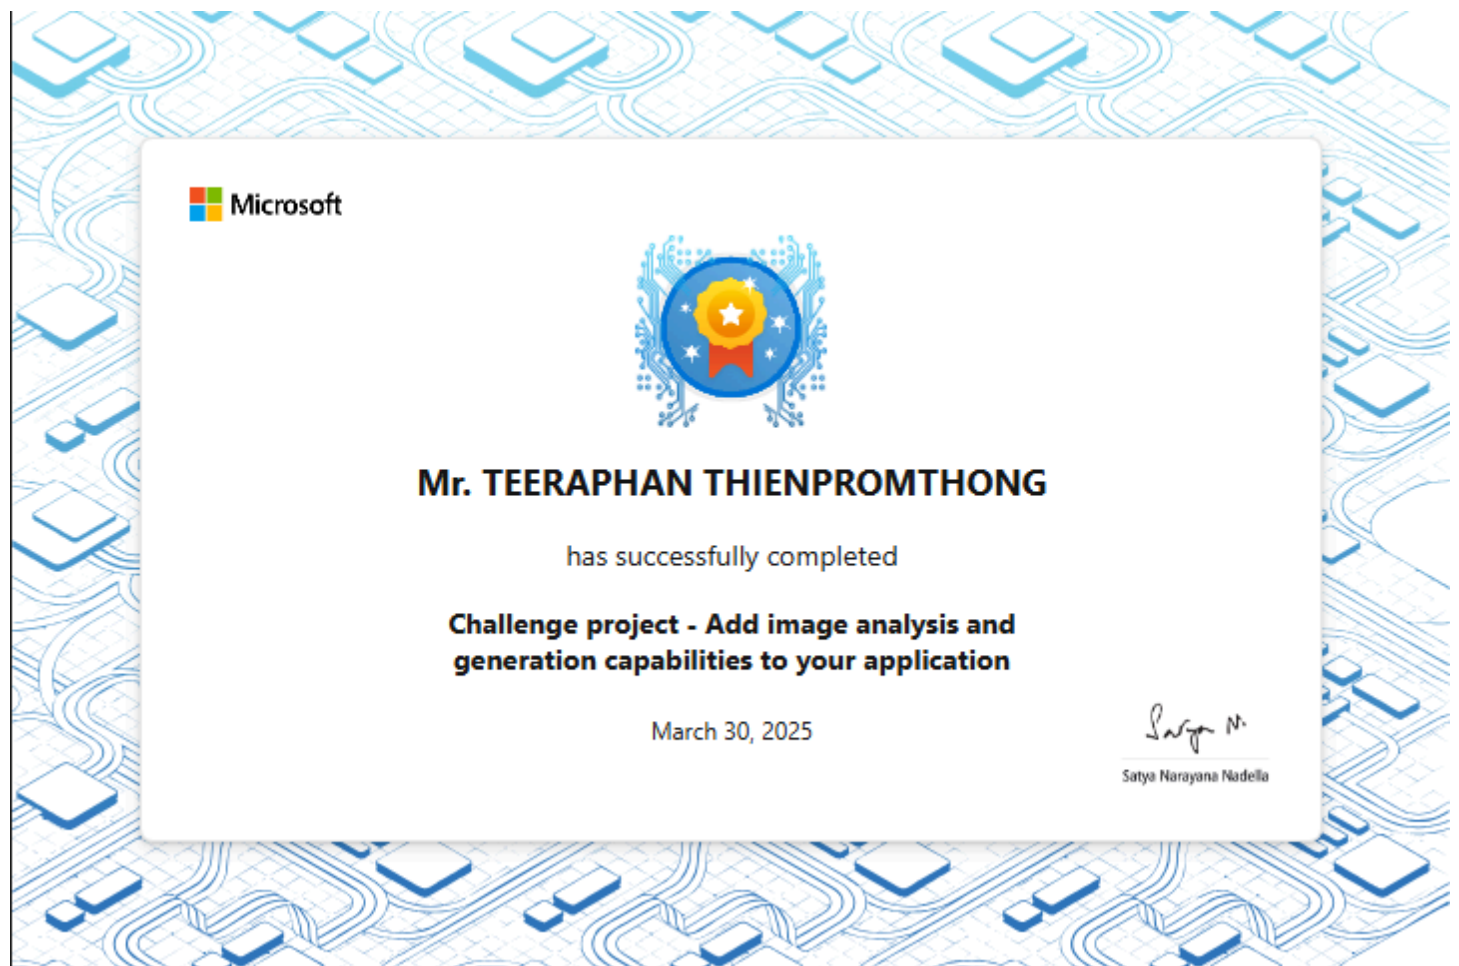 Microsoft
Mr. TEERAPHAN THIENPROMTHONG
has successfully completed
Challenge project - Add image analysis and
generation capabilities to your application
March 30, 2025
Satya N.
Satya Narayana Nadella